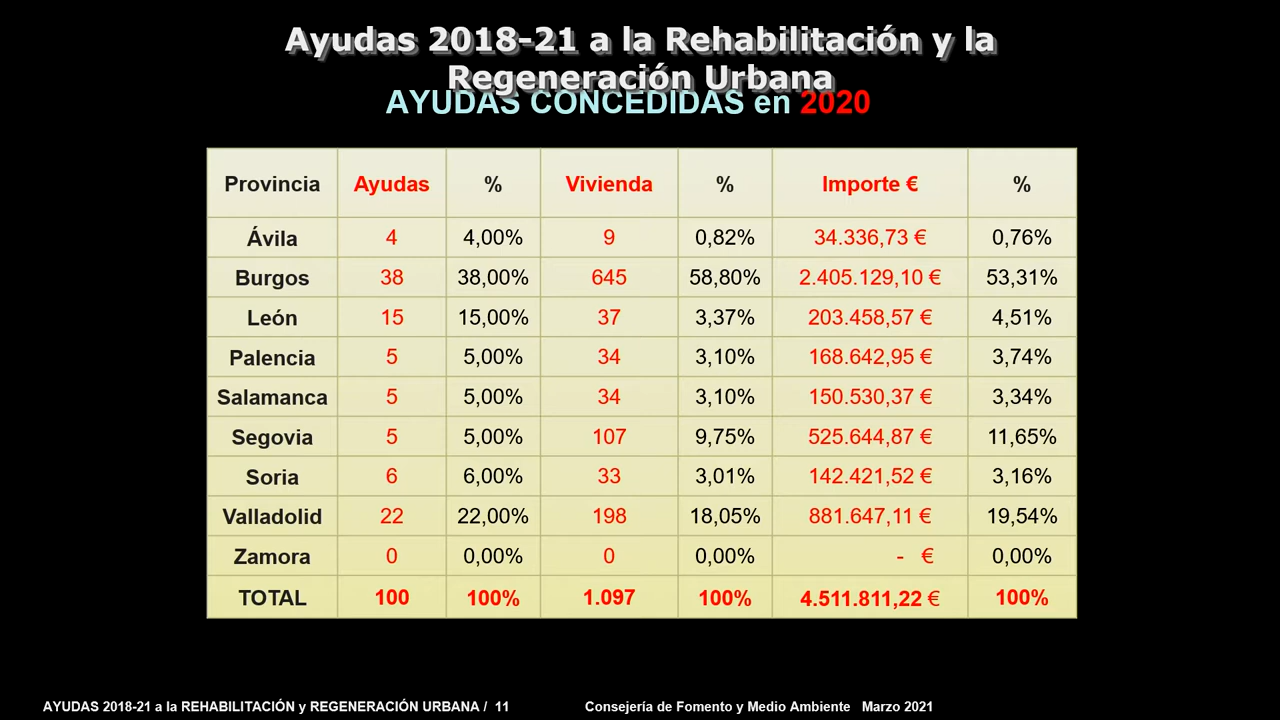 Ayudas 2018-21 a la Rehabilitación y la
Regeneración Urbana
AYUDAS CONCEDIDAS en 2020
Provincia Ayudas % Vivienda % Importe € %
Ávila 4 4,00% 9 0,82% 34.336,73 € 0,76%
Burgos 38 38,00% 645 58,80% 2.405.129,10 € 53,31%
León 15 15,00% 37 3,37% 203.458,57 € 4,51%
Palencia 5 5,00% 34 3,10% 168.642,95 € 3,74%
Salamanca 5 5,00% 34 3,10% 150.530,37 € 3,34%
Segovia 5 5,00% 107 9,75% 525.644,87 € 11,65%
Soria 6 6,00% 33 3,01% 142.421,52 € 3,16%
Valladolid 22 22,00% 198 18,05% 881.647,11 € 19,54%
Zamora 0 0,00% 0 0,00% - € 0,00%
TOTAL 100 100% 1.097 100% 4.511.811,22 € 100%
AYUDAS 2018-21 a la REHABILITACIÓN y REGENERACIÓN URBANA / 11 Consejería de Fomento y Medio Ambiente Marzo 2021